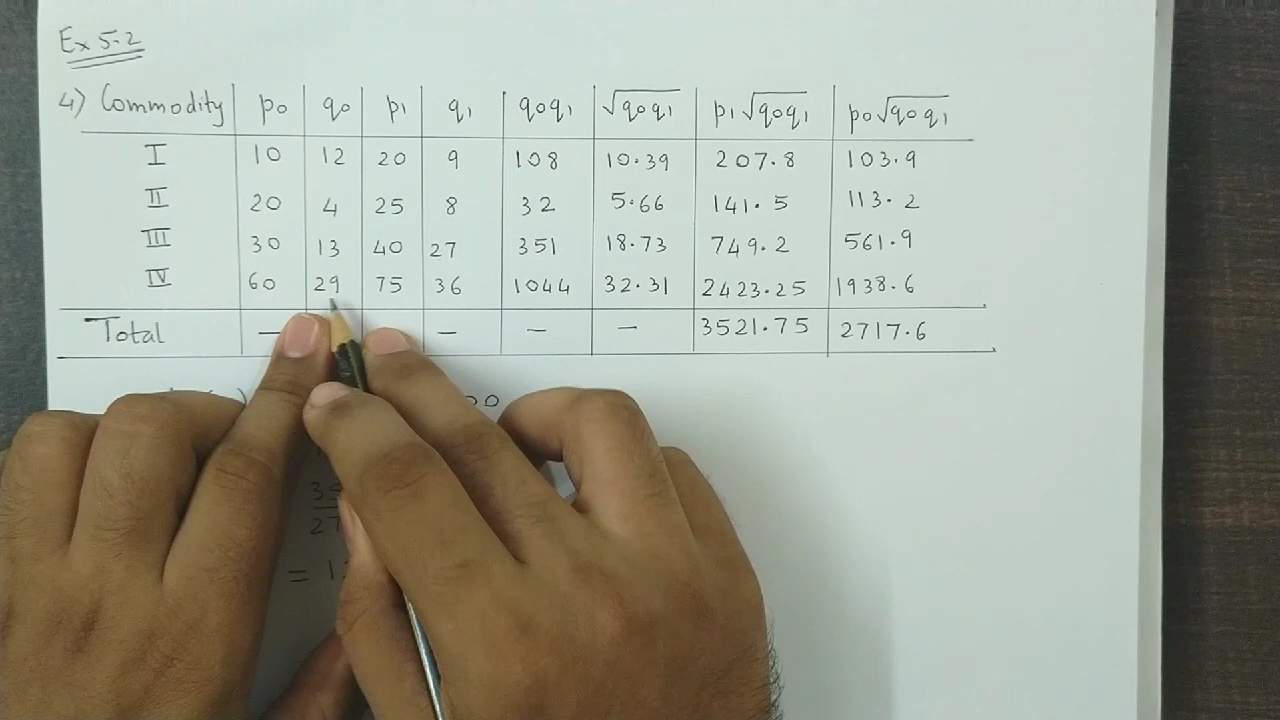 Ex 5.2
4) Commodity p0 q0 p1 q1 q0q1 √q0q1 p1√q0q1 p0√q0q1
I 10 12 20 9 108 10.39 207.8 103.9
II 20 4 25 8 32 5.66 141.5 113.2
III 30 13 40 27 351 18.73 749.2 561.9
IV 60 29 75 36 1044 32.31 2423.25 1938.6
Total — — — — 3521.75 2717.6